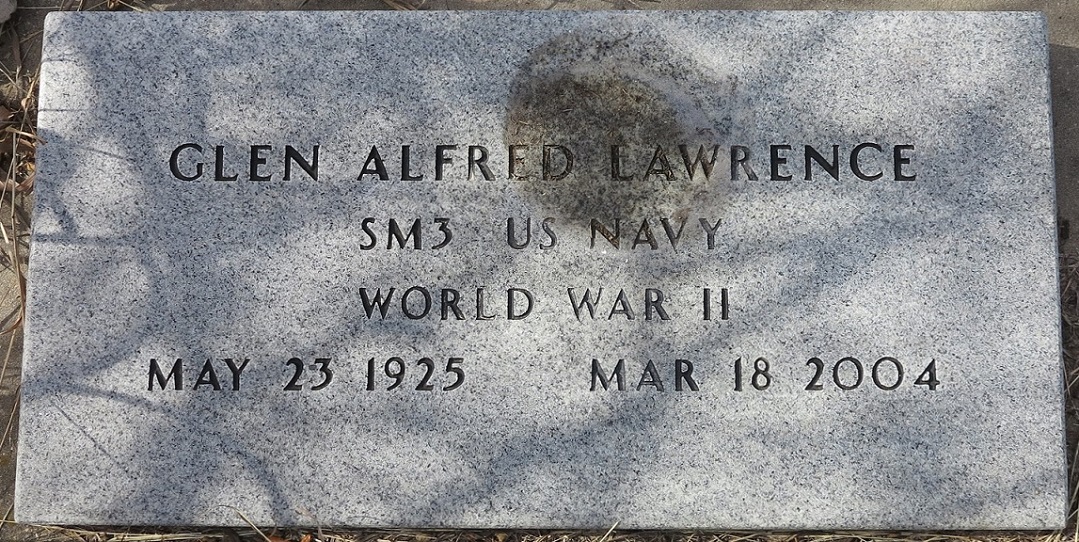 GLEN ALFRED LAWRENCE
SM3 US NAVY
WORLD WAR II
MAY 23 1925 MAR 18 2004